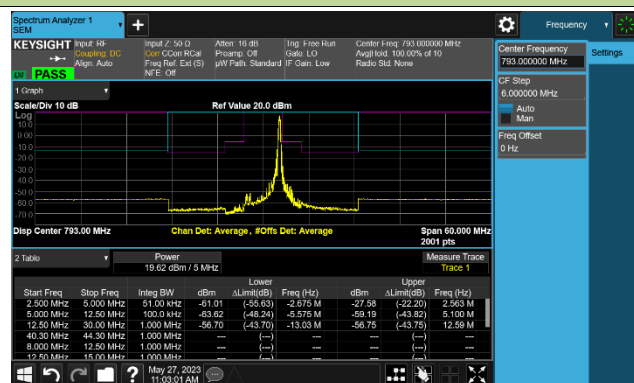 Spectrum Analyzer 1
SEM
Frequency
KEYSIGHT
Input: RF
Coupling: DC
Align: Auto
Input Z: 50 Ω
Corr CCorr RCal
Freq Ref: Ext (S)
NFE: Off
Atten: 16 dB
Preamp: Off
µW Path: Standard
Trig: Free Run
Gate: LO
IF Gain: Low
Center Freq: 793.000000 MHz
Avg|Hold: 100.00% of 10
Radio Std: None
PASS
Center Frequency
793.000000 MHz
Settings
CF Step
6.000000 MHz
Auto
Man
Freq Offset
0 Hz
1 Graph
Scale/Div 10 dB
Ref Value 20.0 dBm
Log
10.0
0.00
-10.0
-20.0
-30.0
-40.0
-50.0
-60.0
-70.0
Disp Center 793.00 MHz
Chan Det: Average, #Offs Det: Average
Span 60.000 MHz
2001 pts
2 Table
Power
19.62 dBm / 5 MHz
Measure Trace
Trace 1
Lower Upper
Start Freq Stop Freq Integ BW dBm ΔLimit(dB) Freq (Hz) dBm ΔLimit(dB) Freq (Hz)
2.500 MHz 5.000 MHz 51.00 kHz -61.01 (-55.63) -2.675 M -27.58 (-22.20) 2.563 M
5.000 MHz 12.50 MHz 100.0 kHz -63.62 (-48.24) -5.575 M -59.19 (-43.82) 5.100 M
12.50 MHz 30.00 MHz 1.000 MHz -56.70 (-43.70) -13.03 M -56.75 (-43.75) 12.59 M
40.30 MHz 44.30 MHz 1.000 MHz --- (---) --- --- (---) ---
8.000 MHz 12.50 MHz 1.000 MHz --- (---) --- --- (---) ---
12.50 MHz 15.00 MHz 1.000 MHz --- (---) --- --- (---) ---
?
May 27, 2023
11:03:01 AM